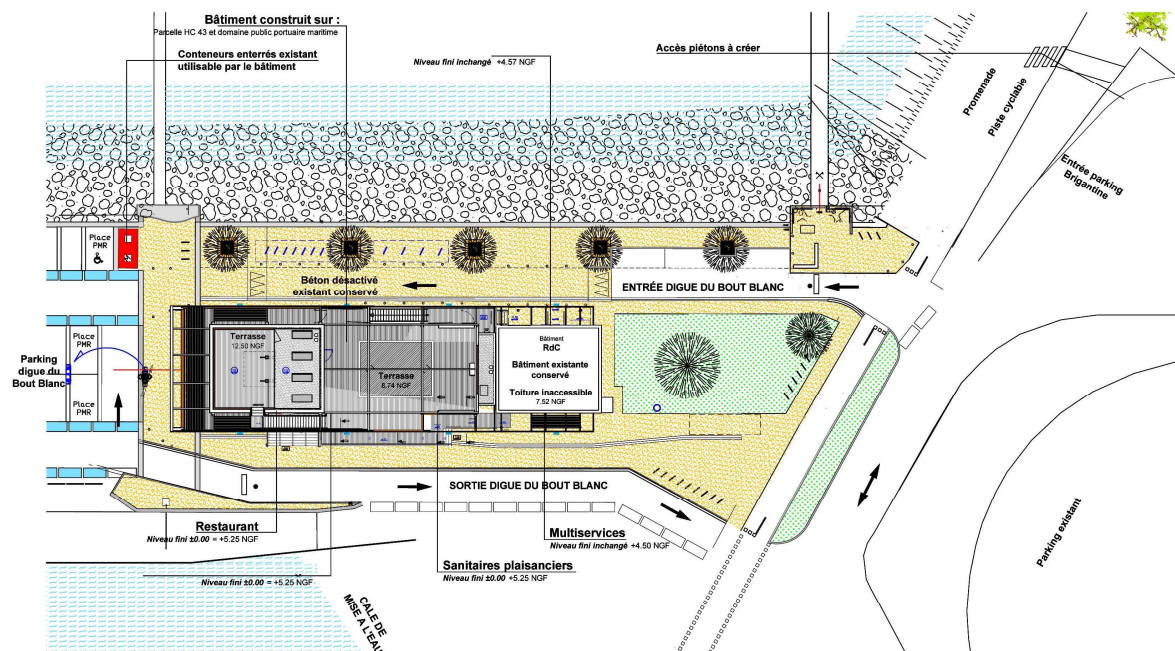 Bâtiment construit sur :
Parcelle HC 43 et domaine public portuaire maritime
Conteneurs enterrés existant
utilisable par le bâtiment
Niveau fini inchangé +4.57 NGF
Accès piétons à créer
Promenade
Piste cyclable
Entrée parking
Brigantine
Place
PMR
Béton désactivé
existant conservé
ENTRÉE DIGUE DU BOUT BLANC
Terrasse
12.50 NGF
Terrasse
8.74 NGF
Bâtiment
RdC
Bâtiment existante
conservé
Toiture inaccessible
7.52 NGF
Place
PMR
Parking
digue du
Bout Blanc
Place
PMR
SORTIE DIGUE DU BOUT BLANC
Restaurant
Niveau fini ±0.00 = +5.25 NGF
Multiservices
Niveau fini inchangé +4.50 NGF
Sanitaires plaisanciers
Niveau fini ±0.00 +5.25 NGF
Niveau fini ±0.00 = +5.25 NGF
CALE DE
MISE A L'EAU
Parking existant